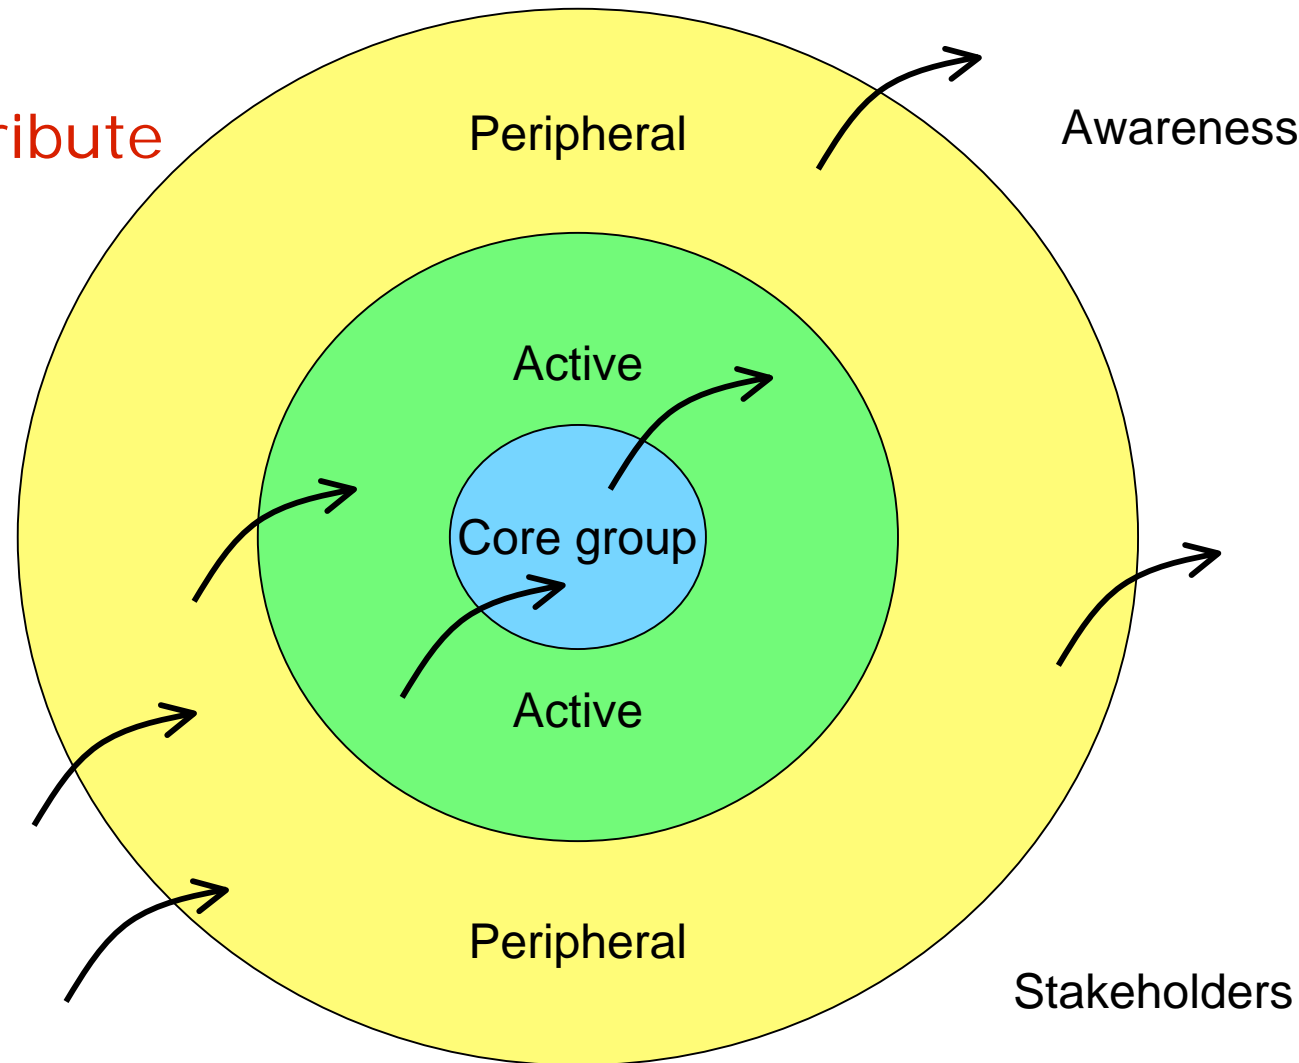 ribute
Peripheral
Awareness
Active
Core group
Active
Peripheral
Stakeholders